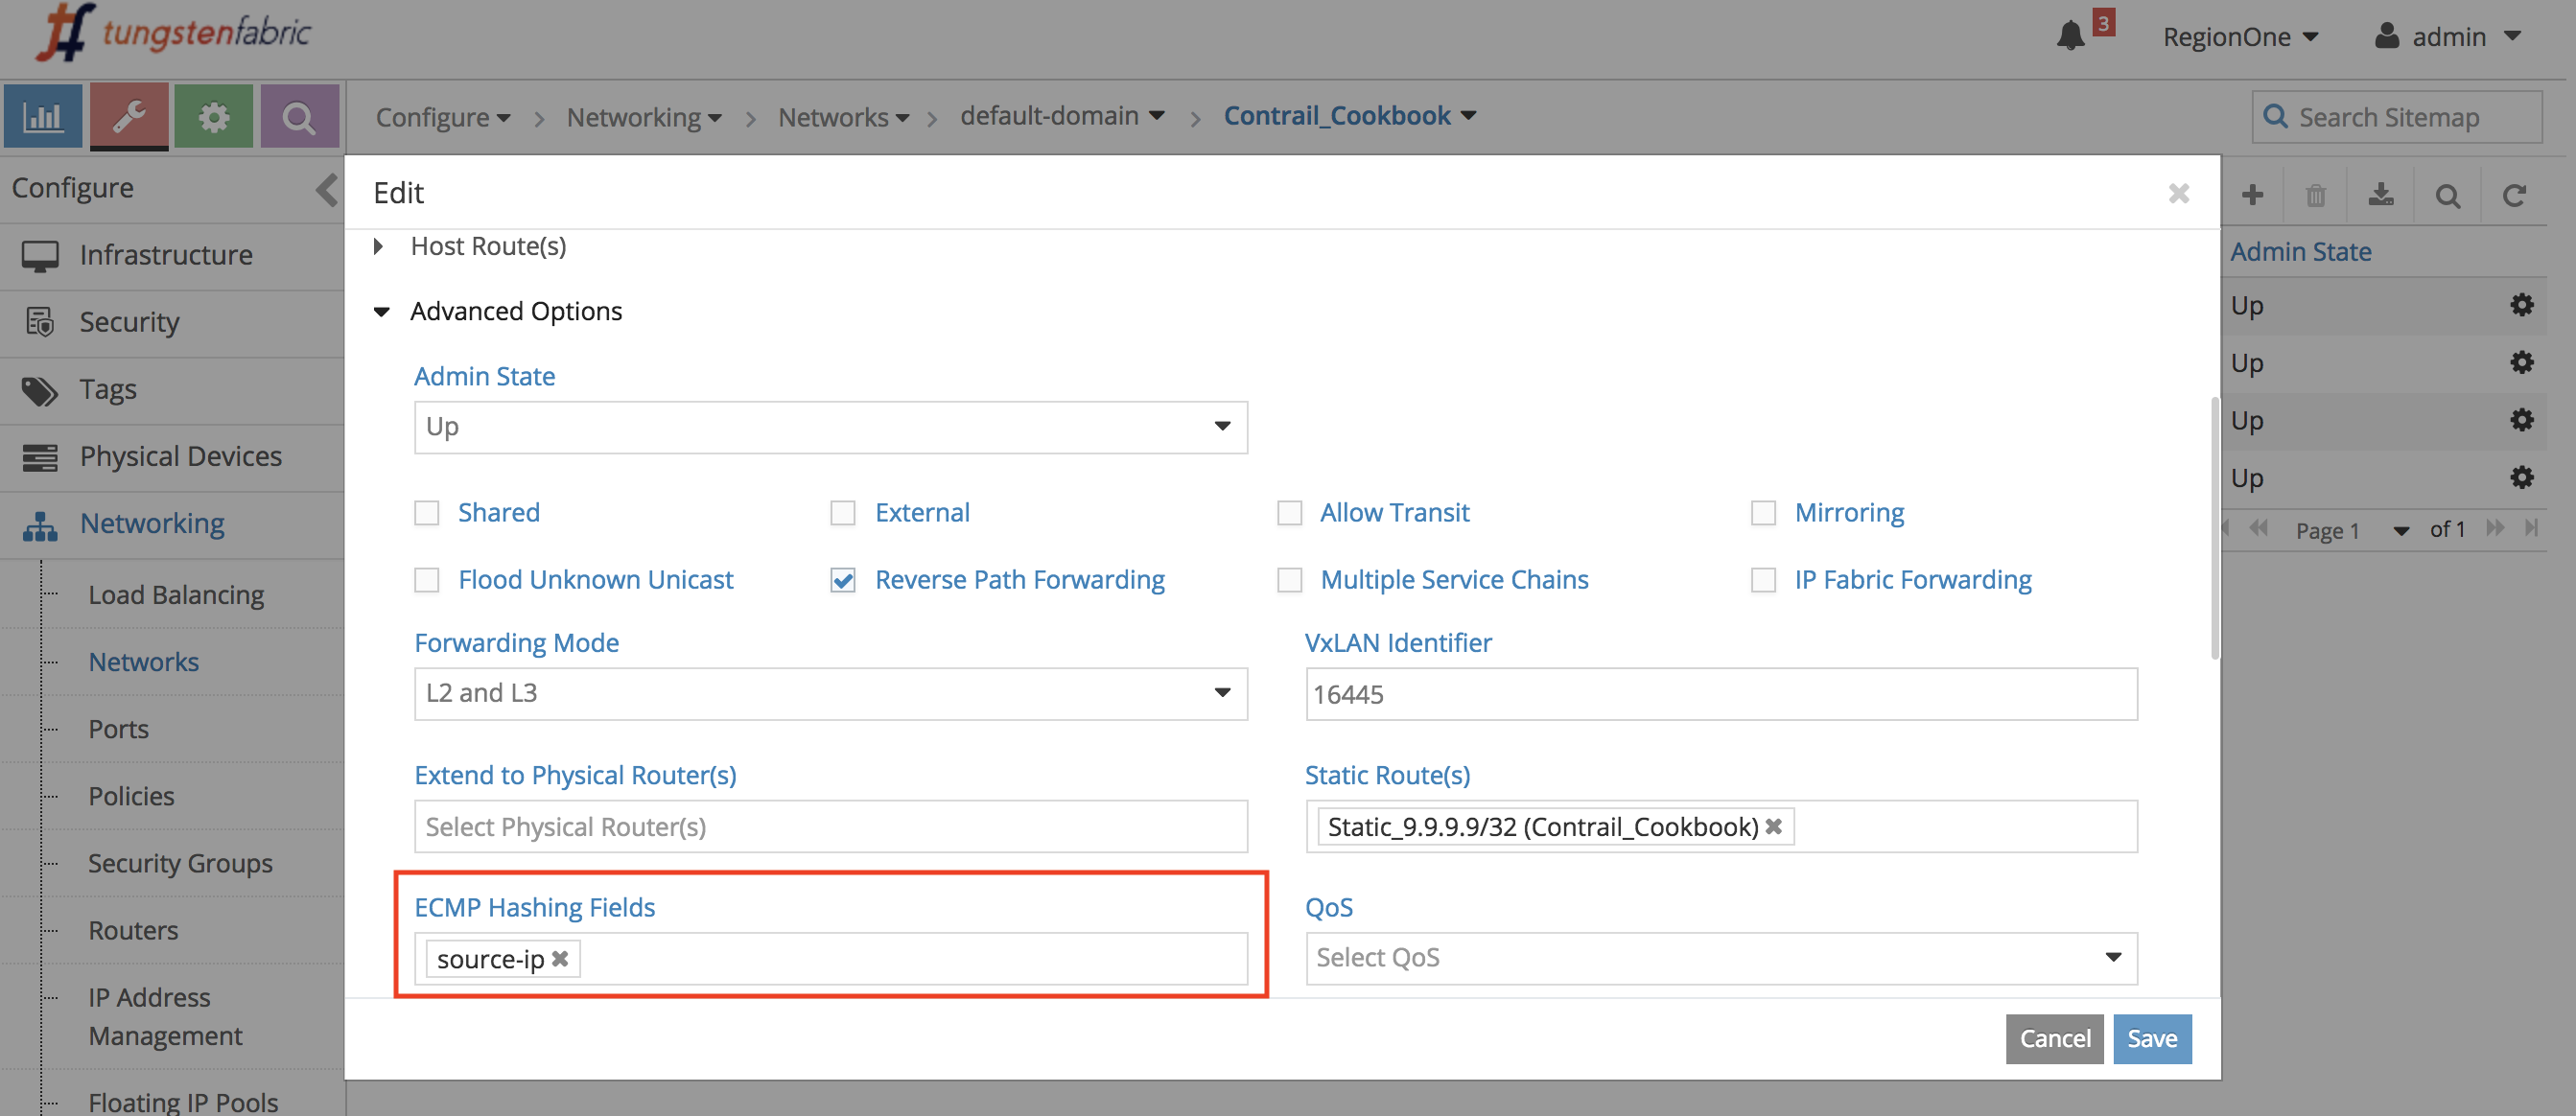 tungstenfabric
3
RegionOne
admin
Configure
Networking
Networks
default-domain
Contrail_Cookbook
Search Sitemap
Configure
Infrastructure
Security
Tags
Physical Devices
Networking
Load Balancing
Networks
Ports
Policies
Security Groups
Routers
IP Address
Management
Floating IP Pools
Edit
Host Route(s)
Advanced Options
Admin State
Up
Shared
External
Allow Transit
Mirroring
Flood Unknown Unicast
Reverse Path Forwarding
Multiple Service Chains
IP Fabric Forwarding
Forwarding Mode
VxLAN Identifier
L2 and L3
16445
Extend to Physical Router(s)
Static Route(s)
Select Physical Router(s)
Static_9.9.9.9/32 (Contrail_Cookbook)
ECMP Hashing Fields
QoS
source-ip
Select QoS
Cancel
Save
Admin State
Up
Up
Up
Up
Page 1
of 1